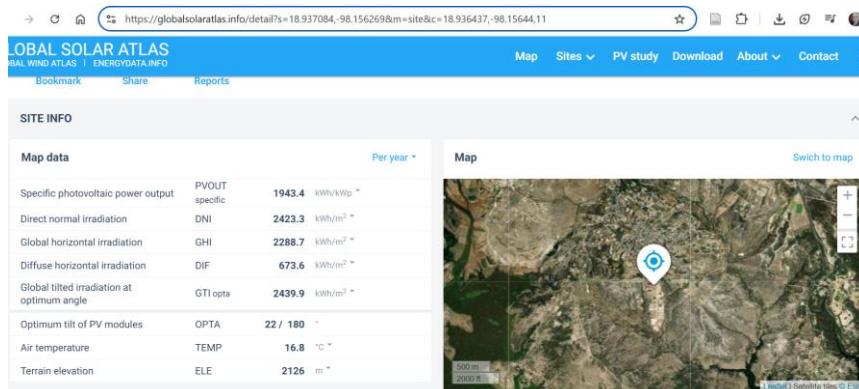 https://globalsolaratlas.info/detail?s=18.937084,-98.156269&m=site&c=18.936437,-98.15644,11
LOBAL SOLAR ATLAS
BAL WIND ATLAS | ENERGYDATA.INFO
Map Sites PV study Download About Contact
Bookmark Share Reports
SITE INFO
Map data Per year
Specific photovoltaic power output PVOUT specific 1943.4 kWh/kWp
Direct normal irradiation DNI 2423.3 kWh/m²
Global horizontal irradiation GHI 2288.7 kWh/m²
Diffuse horizontal irradiation DIF 673.6 kWh/m²
Global tilted irradiation at optimum angle GTI opta 2439.9 kWh/m²
Optimum tilt of PV modules OPTA 22 / 180 °
Air temperature TEMP 16.8 °C
Terrain elevation ELE 2126 m
Map Swich to map
+
−
500 m
2000 ft
Leaflet | Satellite tiles ©